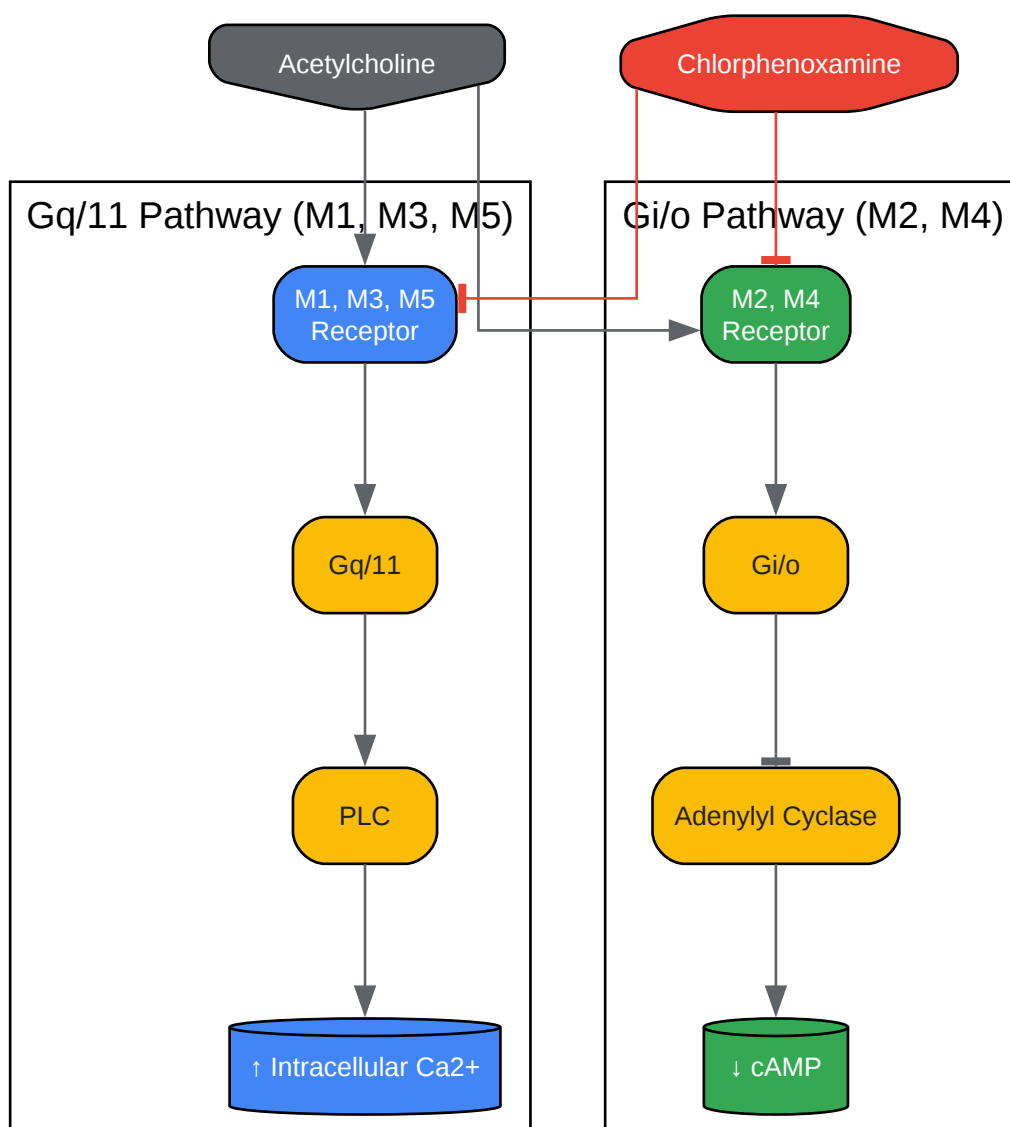 Acetylcholine
Chlorphenoxamine
Gq/11 Pathway (M1, M3, M5)
Gi/o Pathway (M2, M4)
M1, M3, M5
Receptor
M2, M4
Receptor
Gq/11
Gi/o
PLC
Adenylyl Cyclase
↑ Intracellular Ca2+
↓ cAMP